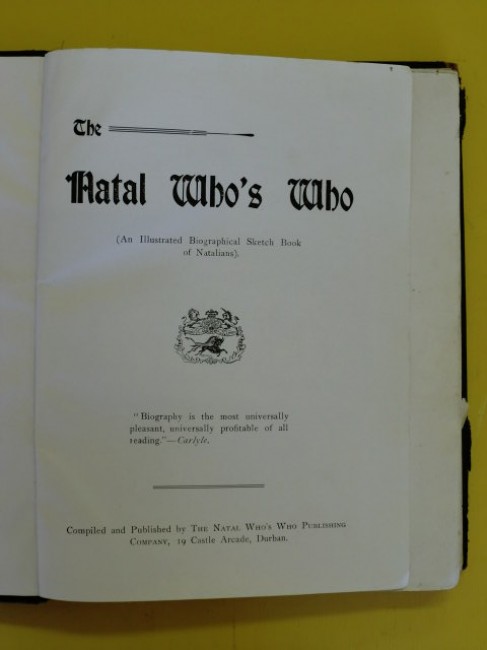 The
Natal Who's Who
(An Illustrated Biographical Sketch Book
of Natalians).
"Biography is the most universally
pleasant, universally profitable of all
reading."—Carlyle.
Compiled and Published by The Natal Who's Who Publishing
Company, 19 Castle Arcade, Durban.